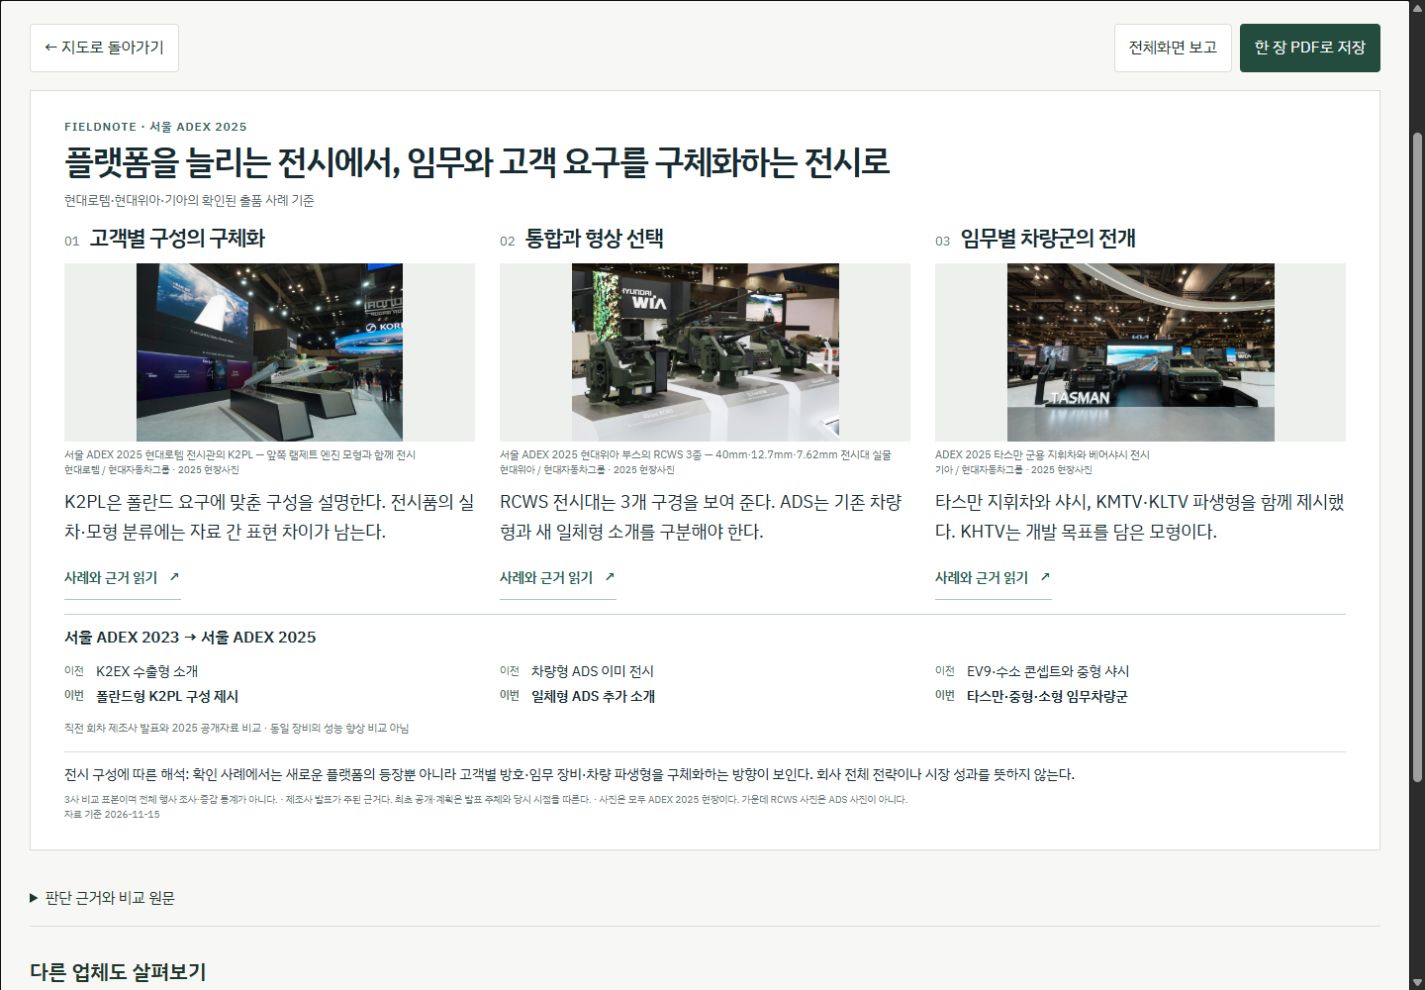 ← 지도로 돌아가기
전체화면 보고
한 장 PDF로 저장
FIELDNOTE · 서울 ADEX 2025
플랫폼을 늘리는 전시에서, 임무와 고객 요구를 구체화하는 전시로
현대로템·현대위아·기아의 확인된 출품 사례 기준
01 고객별 구성의 구체화
02 통합과 형상 선택
03 임무별 차량군의 전개
KORE
HYUNDAI
WIA
KIA
WIA
TASMAN
서울 ADEX 2025 현대로템 전시관의 K2PL — 앞쪽 램제트 엔진 모형과 함께 전시
현대로템 / 현대자동차그룹 · 2025 현장사진
서울 ADEX 2025 현대위아 부스의 RCWS 3종 — 40mm·12.7mm·7.62mm 전시대 실물
현대위아 / 현대자동차그룹 · 2025 현장사진
ADEX 2025 타스만 군용 지휘차와 베어샤시 전시
기아 / 현대자동차그룹 · 2025 현장사진
K2PL은 폴란드 요구에 맞춘 구성을 설명한다. 전시품의 실
차·모형 분류에는 자료 간 표현 차이가 남는다.
RCWS 전시대는 3개 구경을 보여 준다. ADS는 기존 차량
형과 새 일체형 소개를 구분해야 한다.
타스만 지휘차와 샤시, KMTV·KLTV 파생형을 함께 제시했
다. KHTV는 개발 목표를 담은 모형이다.
사례와 근거 읽기 ↗
사례와 근거 읽기 ↗
사례와 근거 읽기 ↗
서울 ADEX 2023 → 서울 ADEX 2025
이전 K2EX 수출형 소개
이번 폴란드형 K2PL 구성 제시
이전 차량형 ADS 이미 전시
이번 일체형 ADS 추가 소개
이전 EV9·수소 콘셉트와 중형 샤시
이번 타스만·중형·소형 임무차량군
직전 회차 제조사 발표와 2025 공개자료 비교 · 동일 장비의 성능 향상 비교 아님
전시 구성에 따른 해석: 확인 사례에서는 새로운 플랫폼의 등장뿐 아니라 고객별 방호·임무 장비·차량 파생형을 구체화하는 방향이 보인다. 회사 전체 전략이나 시장 성과를 뜻하지 않는다.
3사 비교 표본이며 전체 행사 조사·증감 통계가 아니다. · 제조사 발표가 주된 근거다. 최초 공개·계획은 발표 주체와 당시 시점을 따른다. · 사진은 모두 ADEX 2025 현장이다. 가운데 RCWS 사진은 ADS 사진이 아니다.
자료 기준 2026-11-15
▶ 판단 근거와 비교 원문
다른 업체도 살펴보기